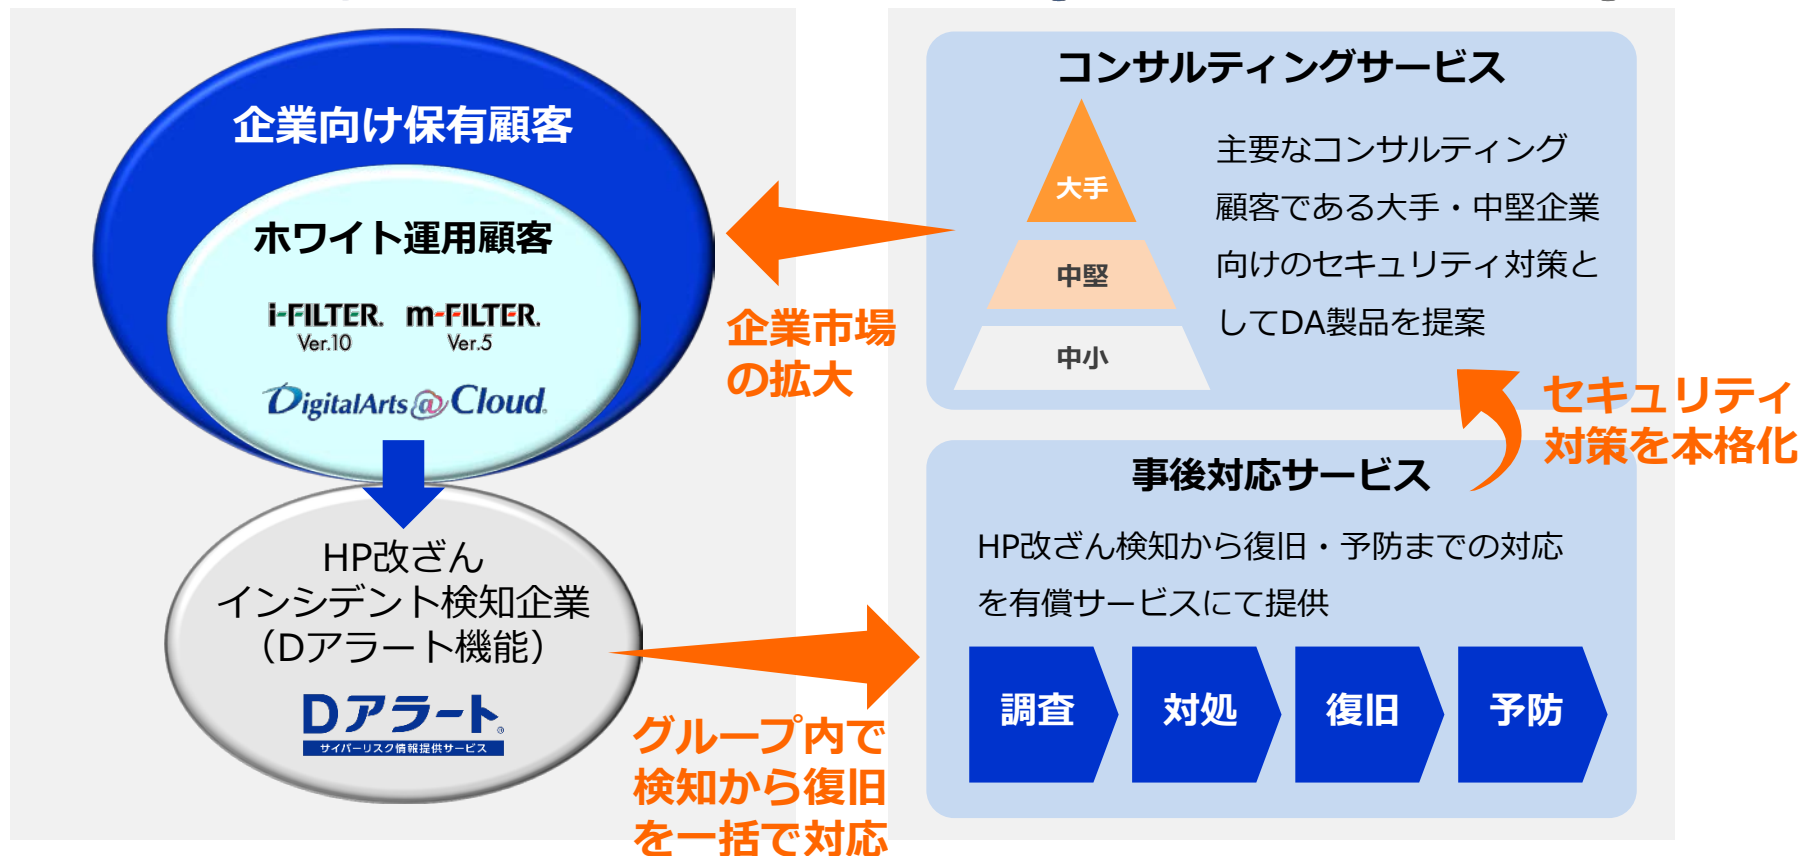 企業向け保有顧客
ホワイト運用顧客
i-FILTER. m-FILTER.
Ver.10 Ver.5
DigitalArts@Cloud.
HP改ざん
インシデント検知企業
（Dアラート機能）
Dアラート®
サイバーリスク情報提供サービス
企業市場
の拡大
グループ内で
検知から復旧
を一括で対応
コンサルティングサービス
大手
中堅
中小
主要なコンサルティング
顧客である大手・中堅企業
向けのセキュリティ対策と
してDA製品を提案
セキュリティ
対策を本格化
事後対応サービス
HP改ざん検知から復旧・予防までの対応
を有償サービスにて提供
調査 対処 復旧 予防